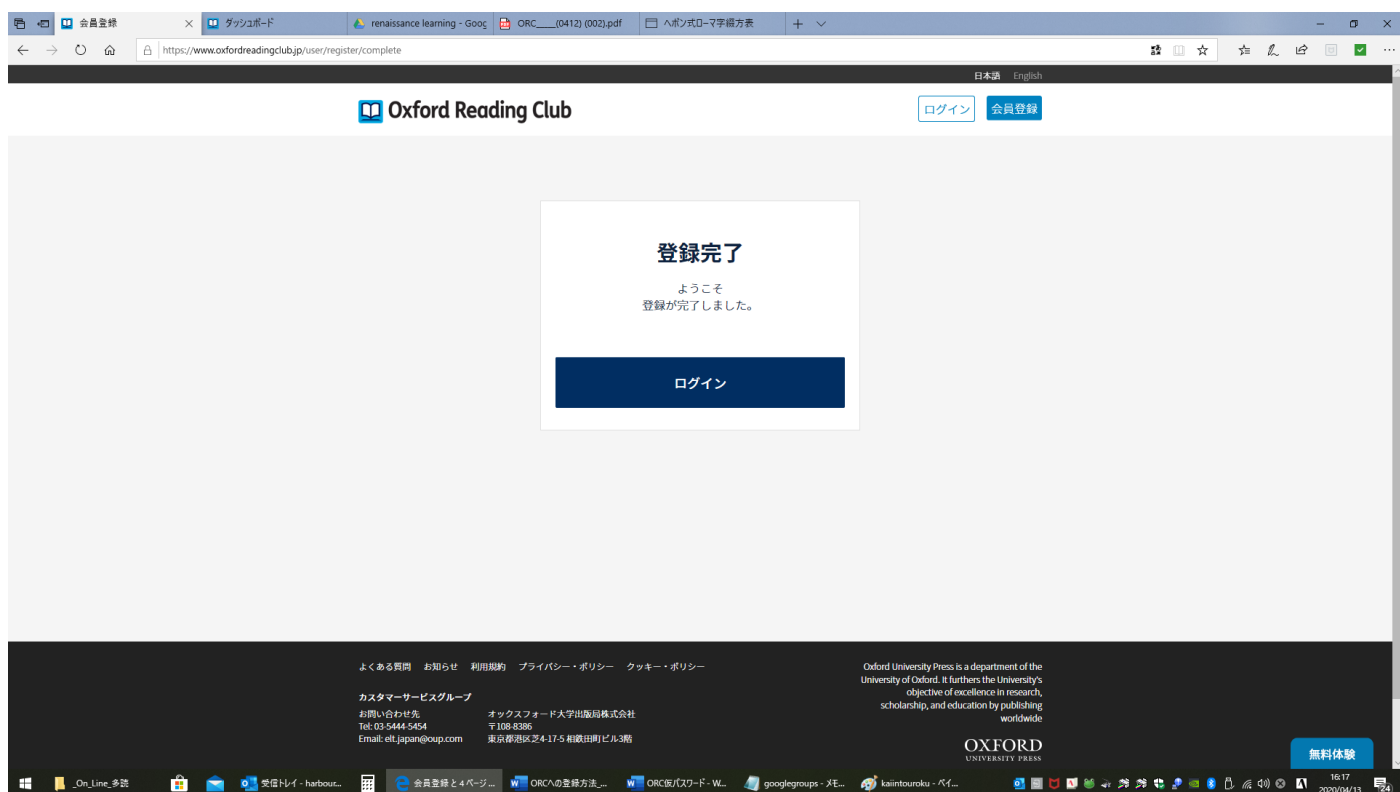 会員登録
ダッシュボード
renaissance learning - Goog
ORC____(0412) (002).pdf
ヘボン式ローマ字綴方表
https://www.oxfordreadingclub.jp/user/register/complete
日本語 English
Oxford Reading Club
ログイン
会員登録
登録完了
ようこそ
登録が完了しました。
ログイン
よくある質問 お知らせ 利用規約 プライバシー・ポリシー クッキー・ポリシー
カスタマーサービスグループ
お問い合わせ先
Tel: 03-5444-5454
Email: elt.japan@oup.com
オックスフォード大学出版局株式会社
〒108-8386
東京都港区芝4-17-5 相鉄田町ビル3階
Oxford University Press is a department of the
University of Oxford. It furthers the University's
objective of excellence in research,
scholarship, and education by publishing
worldwide
OXFORD
UNIVERSITY PRESS
無料体験
_On_Line_多読
受信トレイ - harbour...
会員登録 と 4 ページ...
ORCへの登録方法_...
ORC仮パスワード - W...
googlegroups - メモ...
kaiintouroku - ペイ...
A
16:17
2020/04/13
24